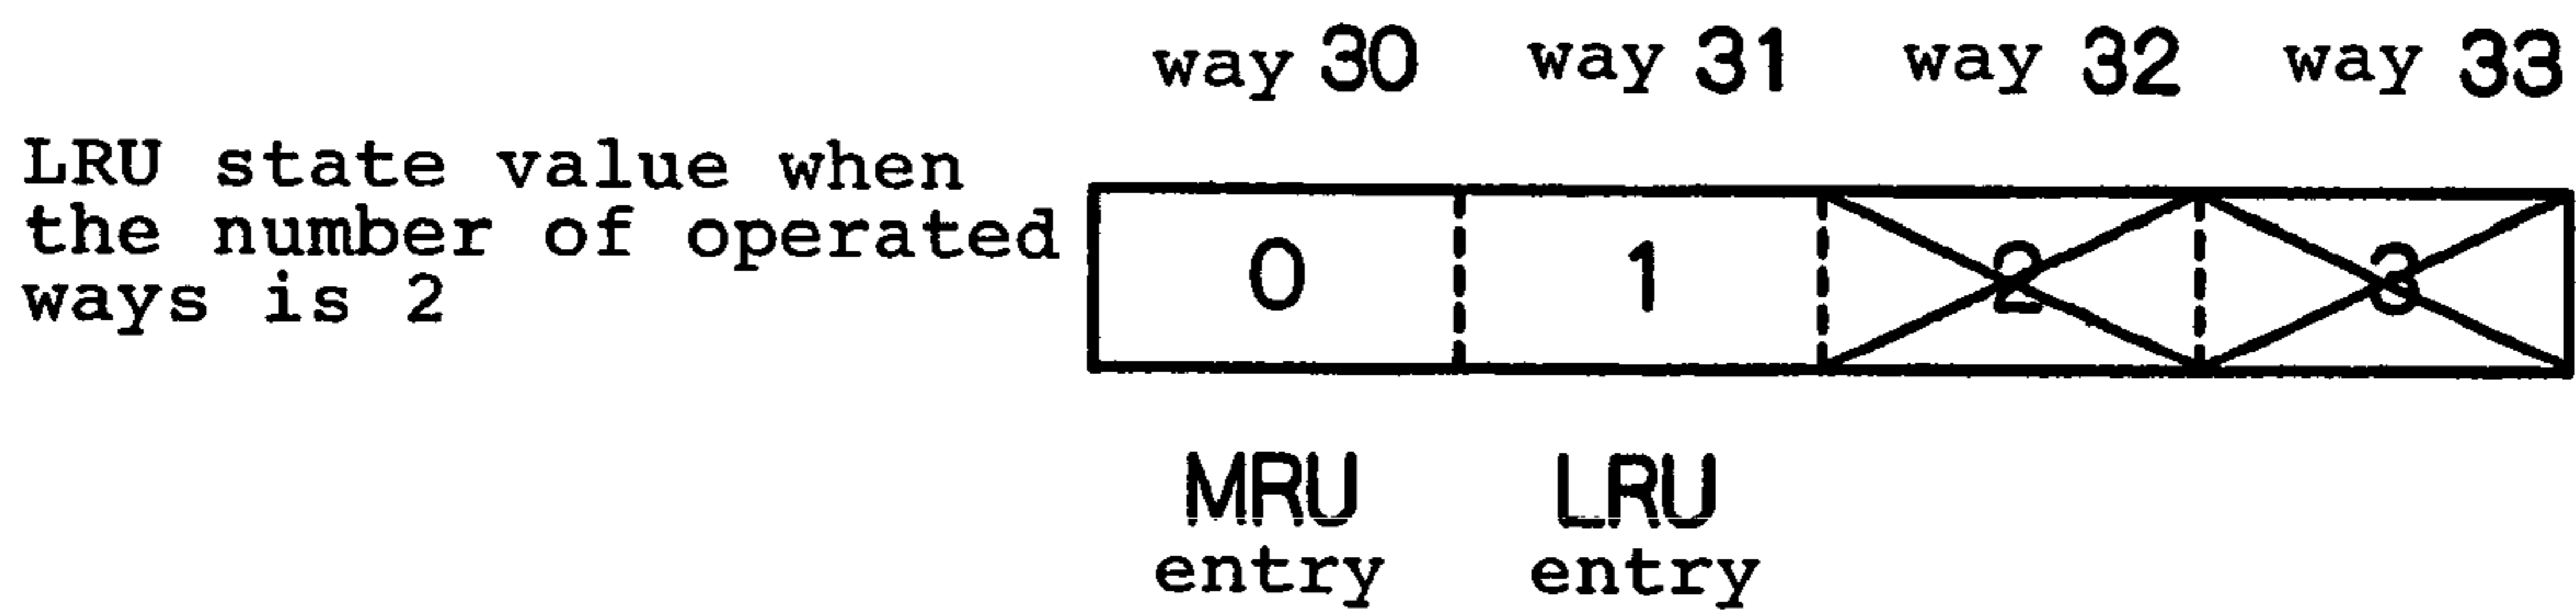 way 30 way 31 way 32 way 33
LRU state value when
the number of operated
ways is 2
0 1 2 3
MRU LRU
entry entry